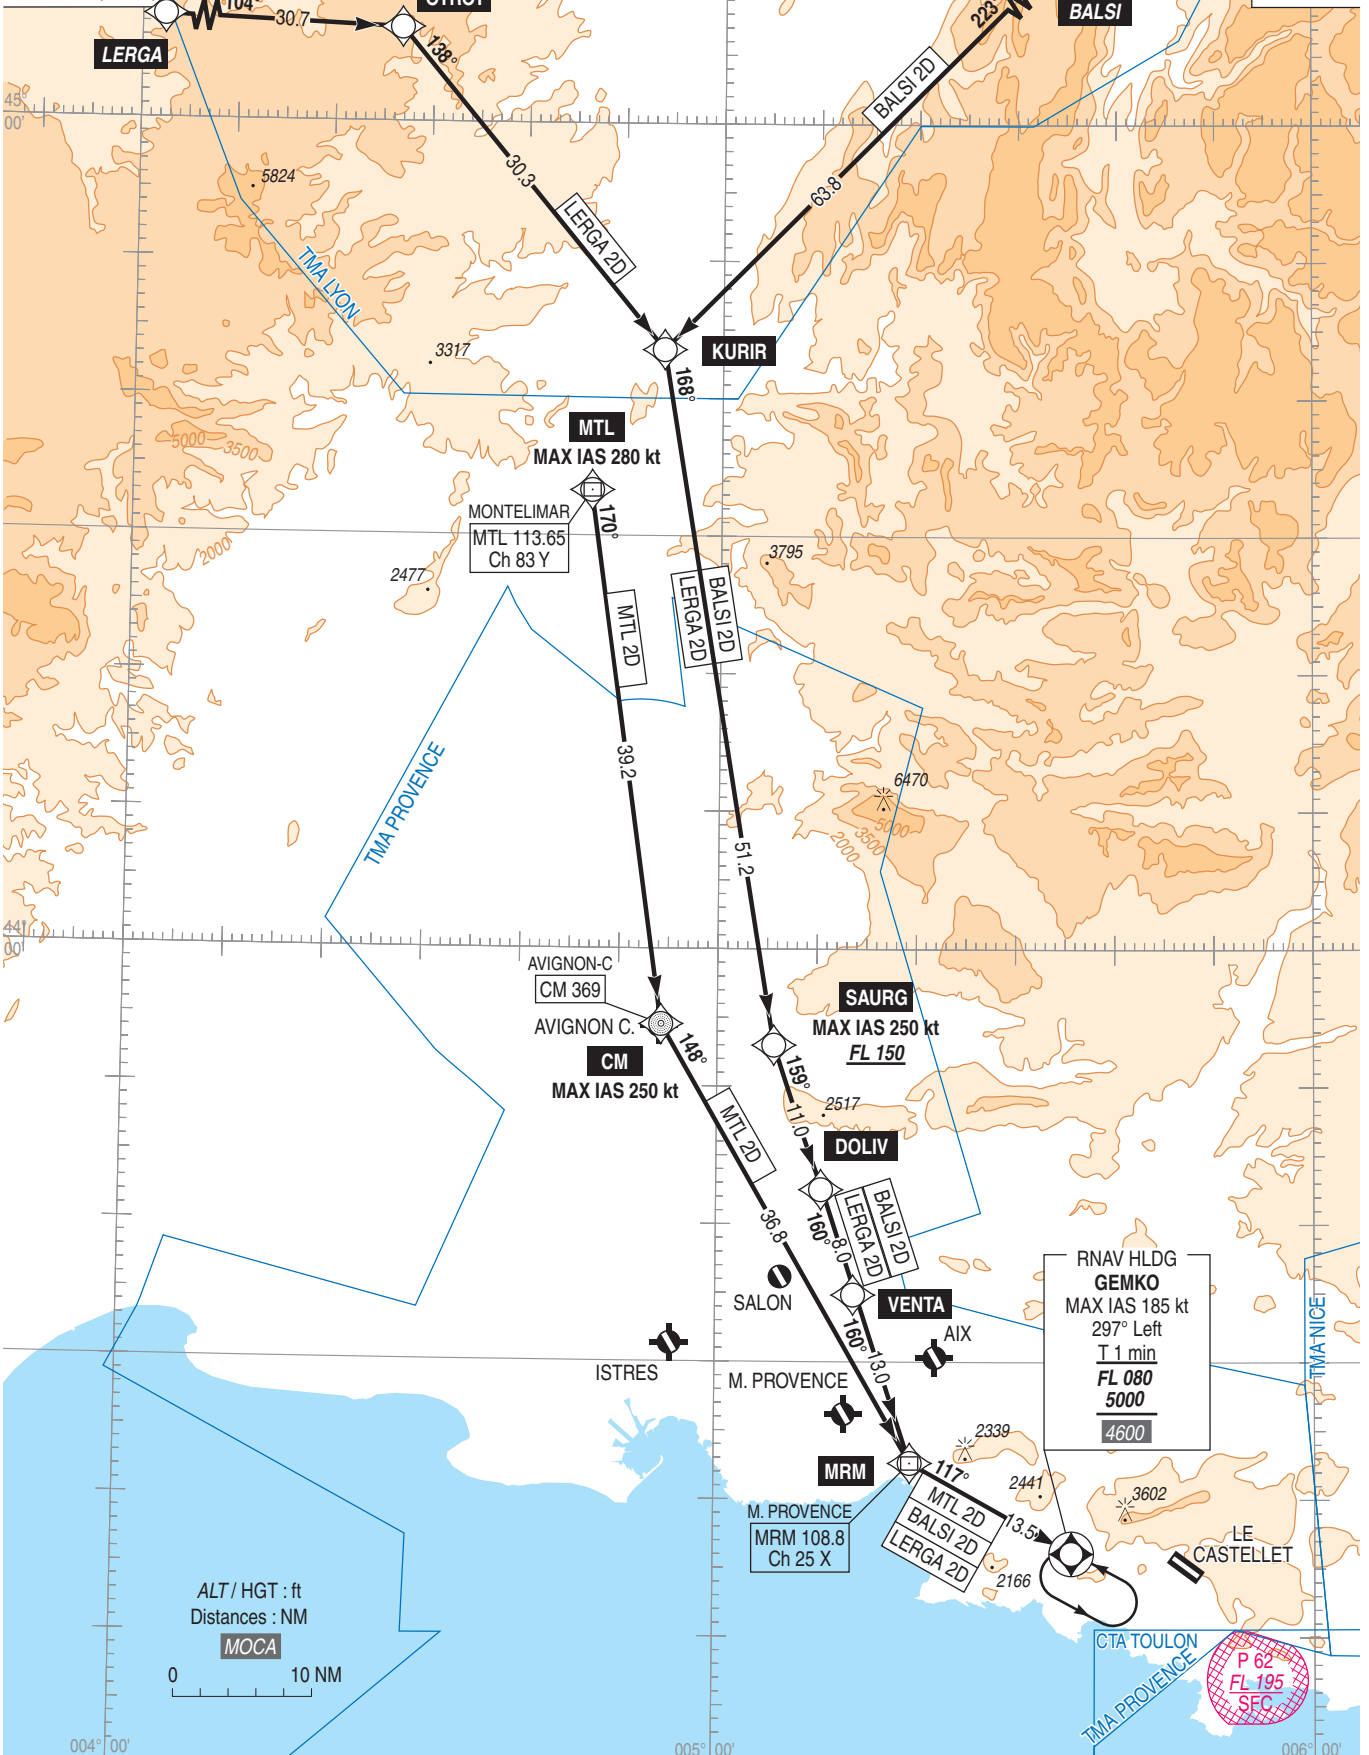 104°
30.7
LERGA
138°
223°
BALSI
BALSI 2D
45°
00'
5824
30.3
63.8
LERGA 2D
TMA LYON
3317
KURIR
168°
MTL
MAX IAS 280 kt
5000
3500
MONTELIMAR
MTL 113.65
Ch 83 Y
170°
2000
2477
3795
MTL 2D
BALSI 2D
LERGA 2D
39.2
TMA PROVENCE
6470
5000
3500
2000
51.2
44°
00'
AVIGNON-C
CM 369
AVIGNON C.
CM
MAX IAS 250 kt
148°
SAURG
MAX IAS 250 kt
FL 150
159°
2517
11.0
MTL 2D
DOLIV
BALSI 2D
LERGA 2D
160°
8.0
36.8
SALON
VENTA
160°
13.0
AIX
ISTRES
M. PROVENCE
RNAV HLDG
GEMKO
MAX IAS 185 kt
297° Left
T 1 min
FL 080
5000
4600
TMA NICE
2339
MRM
117°
2441
3602
M. PROVENCE
MRM 108.8
Ch 25 X
MTL 2D
BALSI 2D
LERGA 2D
13.5
LE
CASTELLET
2166
ALT / HGT : ft
Distances : NM
MOCA
0
10 NM
CTA TOULON
TMA PROVENCE
P 62
FL 195
SFC
004° 00'
005° 00'
006° 00'